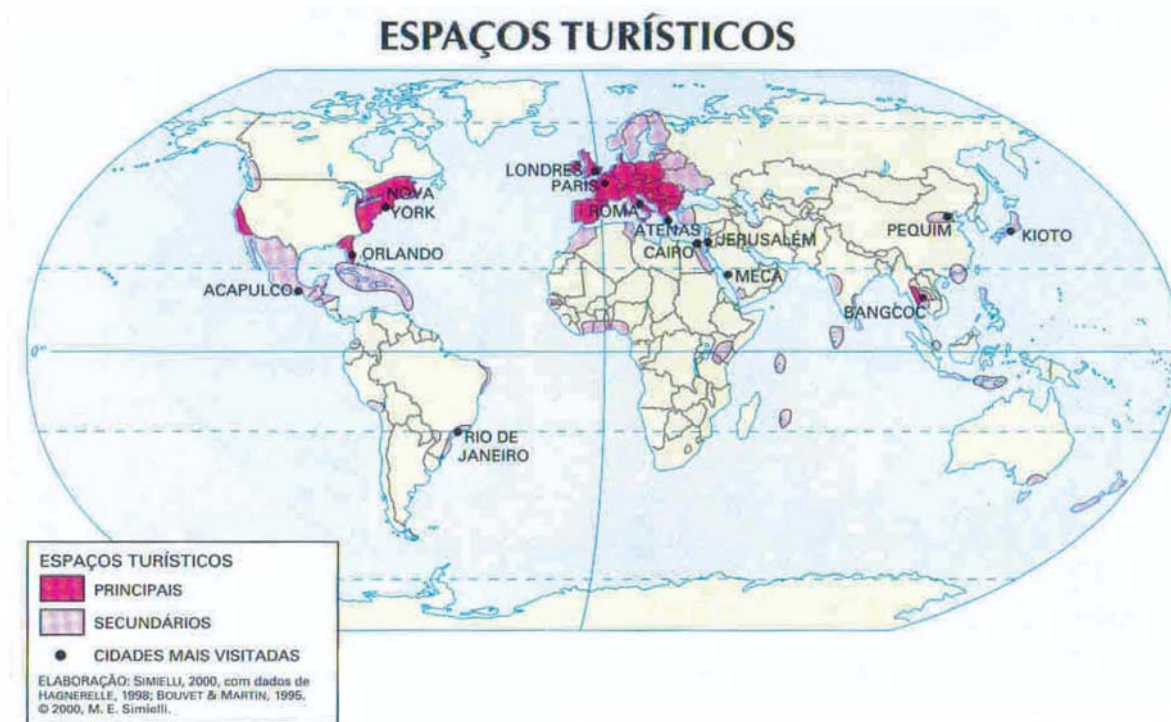 ESPAÇOS TURÍSTICOS
LONDRES
PARIS
NOVA
YORK
ROMA
ATENAS
JERUSALÉM
CAIRO
PEQUIM
KIOTO
ORLANDO
MECA
ACAPULCO
BANGCOC
0°
RIO DE
JANEIRO
ESPAÇOS TURÍSTICOS
PRINCIPAIS
SECUNDÁRIOS
CIDADES MAIS VISITADAS
ELABORAÇÃO: SIMIELLI, 2000, com dados de
HAGNERELLE, 1998; BOUVET & MARTIN, 1995.
© 2000, M. E. Simielli.